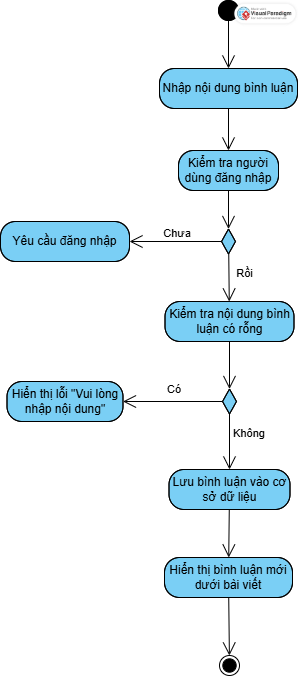 Visual Paradigm
Nhập nội dung bình luận
Kiểm tra người
dùng đăng nhập
Chưa
Yêu cầu đăng nhập
Rồi
Kiểm tra nội dung bình
luận có rỗng
Có
Hiển thị lỗi "Vui lòng
nhập nội dung"
Không
Lưu bình luận vào cơ
sở dữ liệu
Hiển thị bình luận mới
dưới bài viết